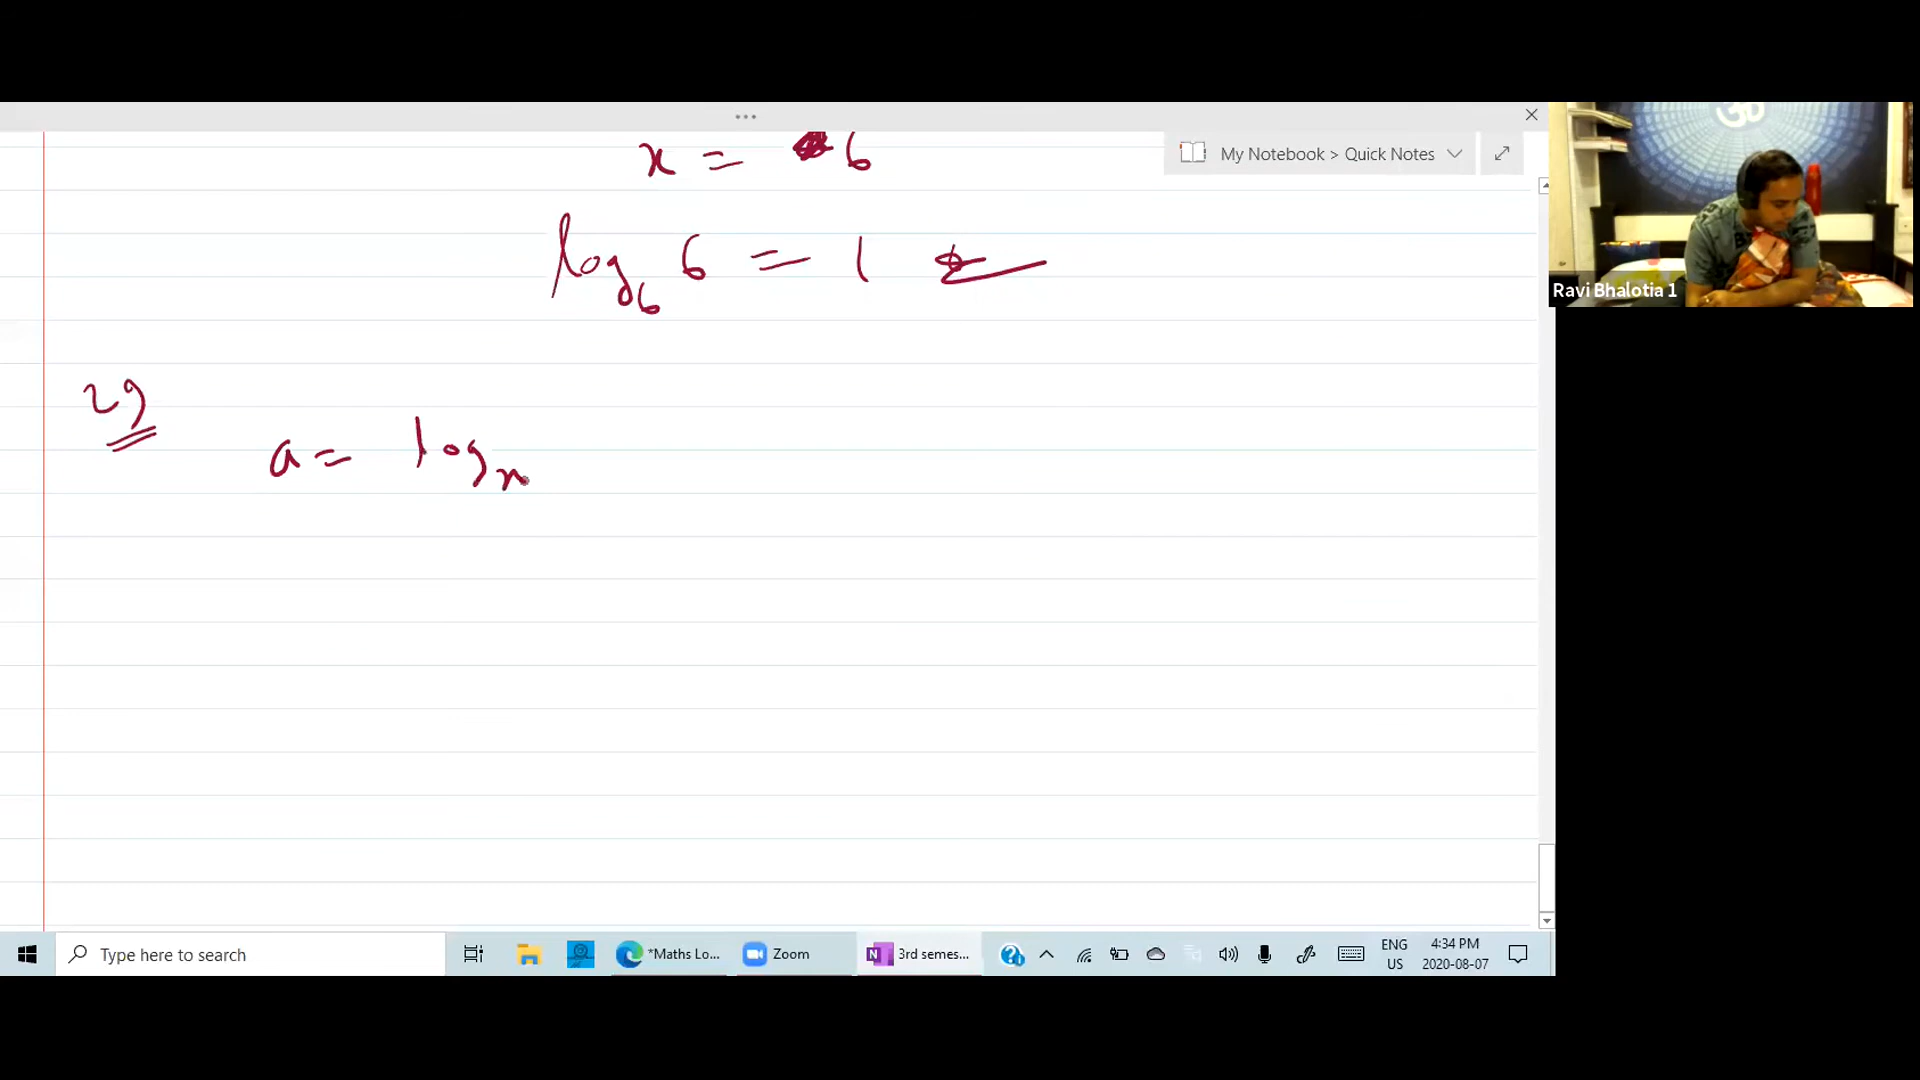 x = 6
My Notebook > Quick Notes
log₆ 6 = 1
Ravi Bhalotia 1
29
a = logₓ
Type here to search
*Maths Lo...
Zoom
N
3rd semes...
ENG
US
4:34 PM
2020-08-07